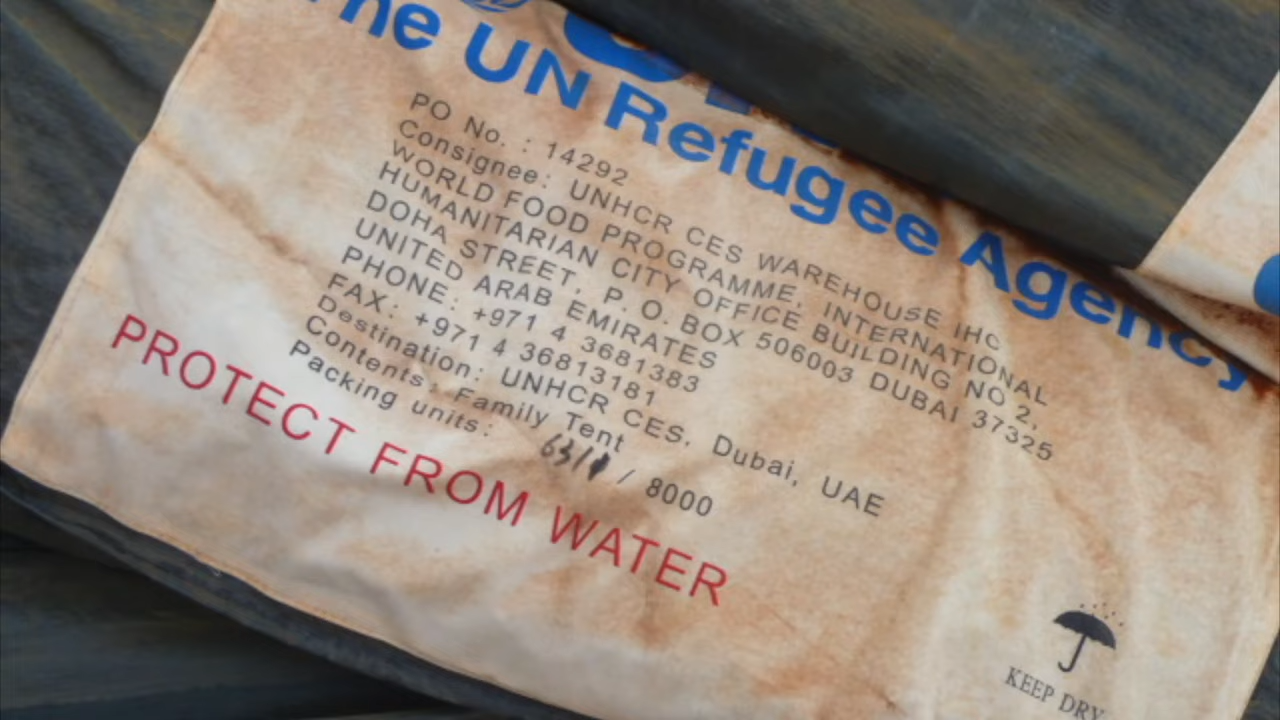 The UN Refugee Agency
PO No. : 14292
Consignee: UNHCR CES WAREHOUSE IHC
WORLD FOOD PROGRAMME, INTERNATIONAL
HUMANITARIAN CITY OFFICE BUILDING NO 2,
DOHA STREET, P. O. BOX 506003 DUBAI 37325
UNITED ARAB EMIRATES
PHONE: +971 4 3681383
FAX: +971 4 36813181
Destination: UNHCR CES, Dubai, UAE
Contents: Family Tent
Packing units: / 8000
PROTECT FROM WATER
KEEP DRY